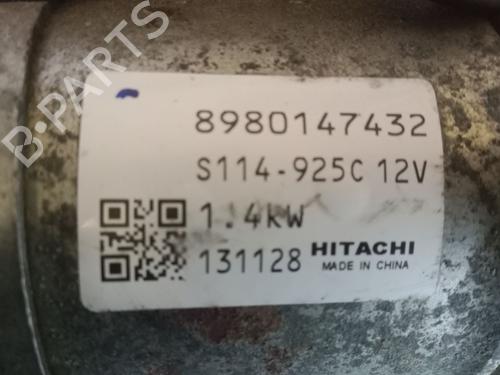 8980147432
S114-925C 12V
1.4kW
131128 HITACHI
MADE IN CHINA
B-PARTS